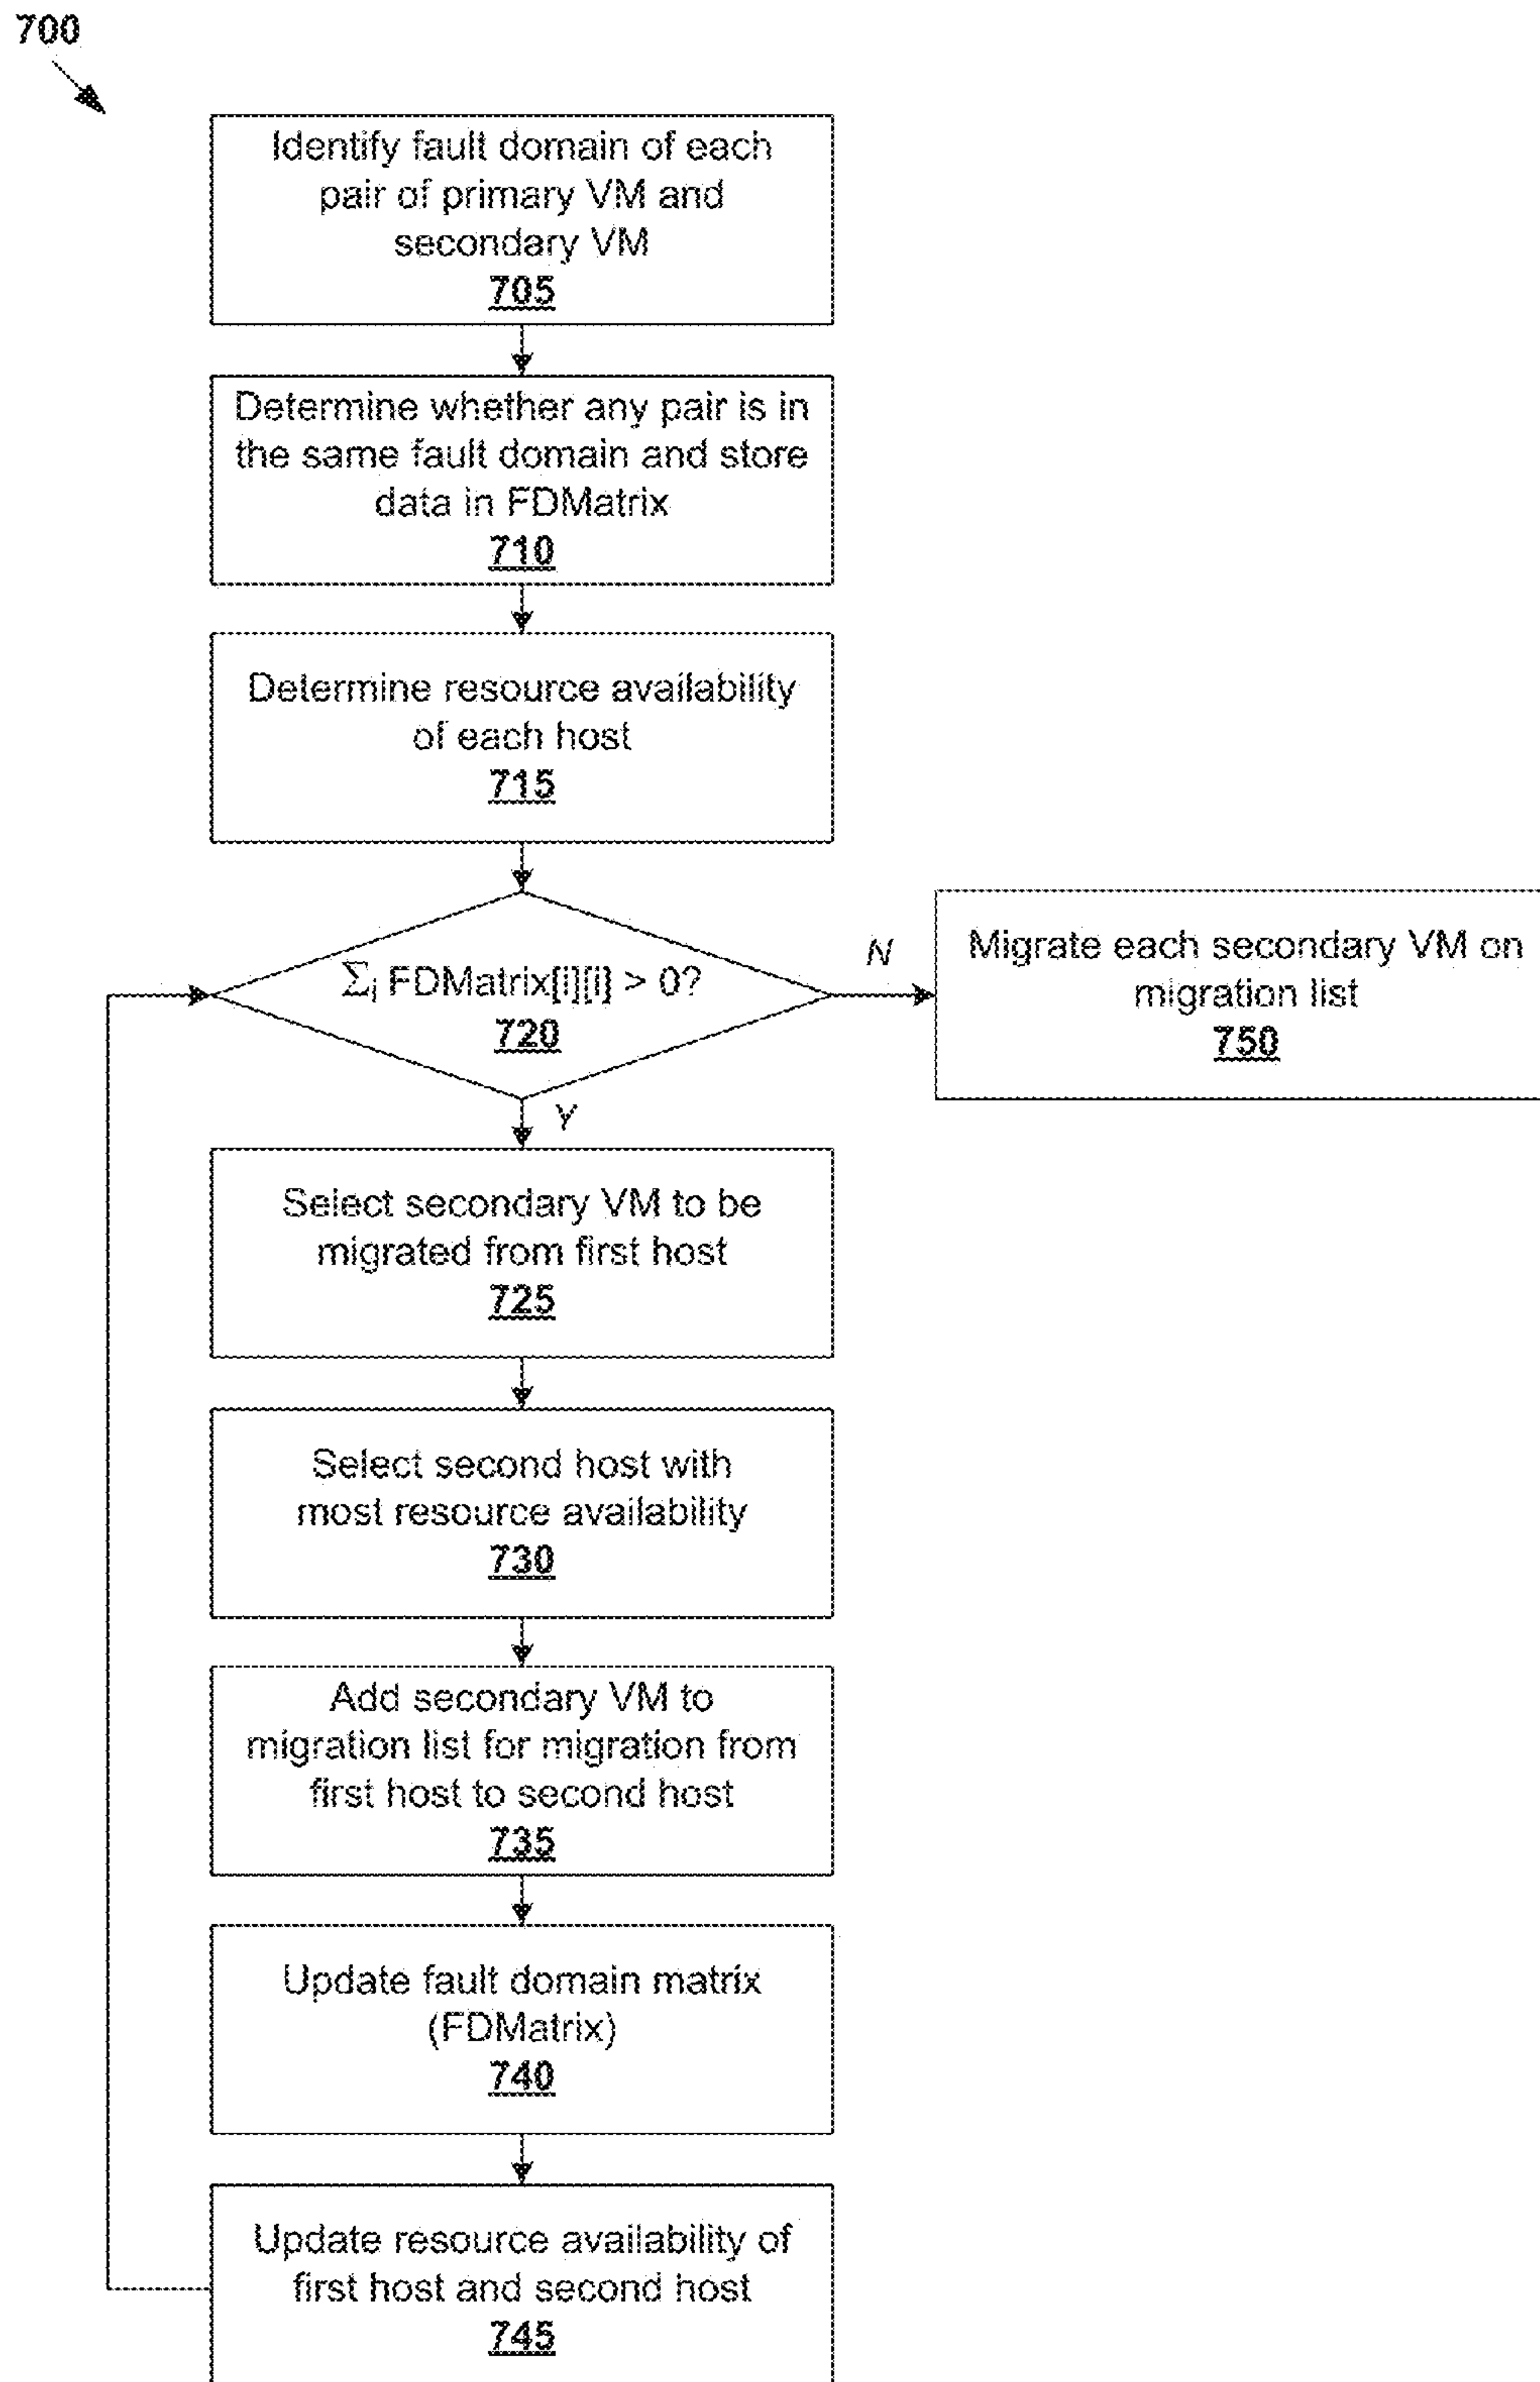 700
Identify fault domain of each
pair of primary VM and
secondary VM
705
Determine whether any pair is in
the same fault domain and store
data in FDMatrix
710
Determine resource availability
of each host
715
Σi FDMatrix[i][i] > 0?
720
N
Migrate each secondary VM on
migration list
750
Y
Select secondary VM to be
migrated from first host
725
Select second host with
most resource availability
730
Add secondary VM to
migration list for migration from
first host to second host
735
Update fault domain matrix
(FDMatrix)
740
Update resource availability of
first host and second host
745